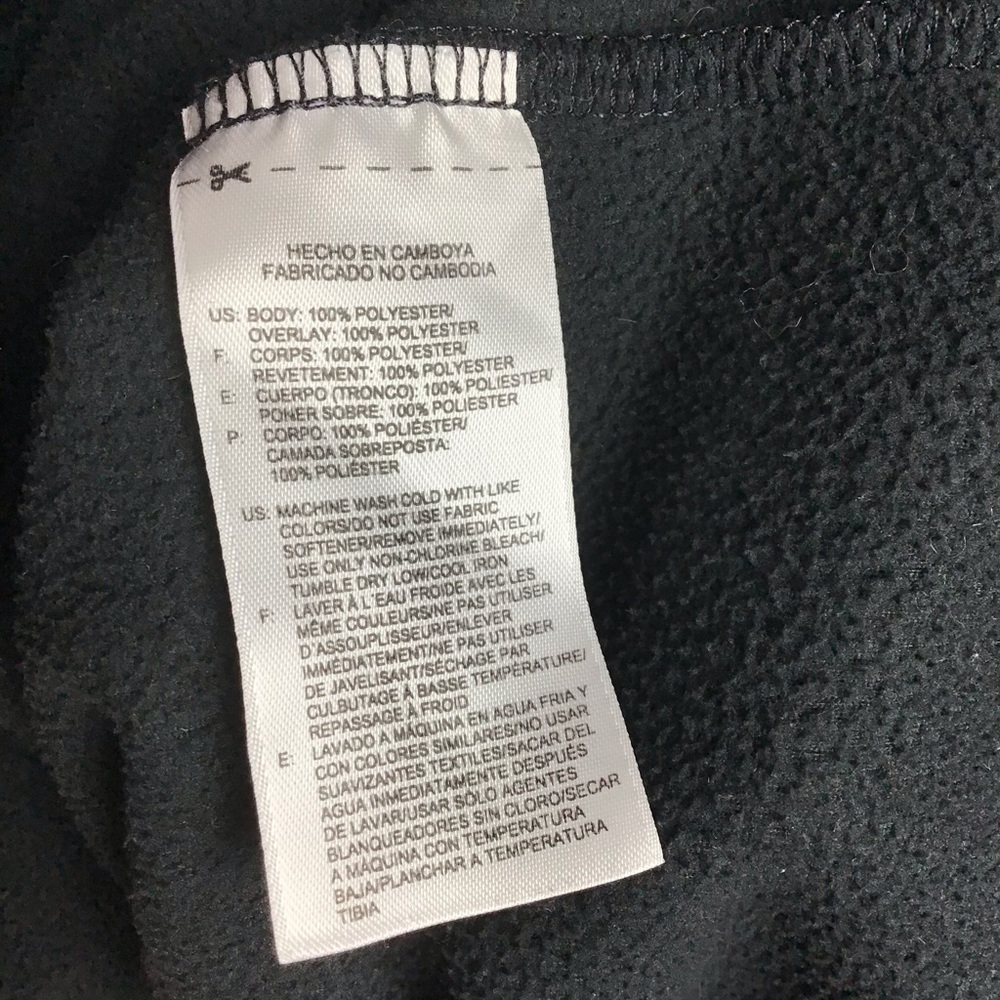 HECHO EN CAMBOYA
FABRICADO NO CAMBODIA
US: BODY: 100% POLYESTER/
OVERLAY: 100% POLYESTER
F: CORPS: 100% POLYESTER/
REVETEMENT: 100% POLYESTER
E: CUERPO (TRONCO): 100% POLIESTER/
PONER SOBRE: 100% POLIESTER
P: CORPO: 100% POLIÉSTER/
CAMADA SOBREPOSTA:
100% POLIÉSTER
US: MACHINE WASH COLD WITH LIKE
COLORS/DO NOT USE FABRIC
SOFTENER/REMOVE IMMEDIATELY/
USE ONLY NON-CHLORINE BLEACH/
TUMBLE DRY LOW/COOL IRON
F: LAVER À L'EAU FROIDE AVEC LES
MÊME COULEURS/NE PAS UTILISER
D'ASSOUPLISSEUR/ENLEVER
IMMÉDIATEMENT/NE PAS UTILISER
DE JAVELISANT/SÉCHAGE PAR
CULBUTAGE À BASSE TEMPÉRATURE/
REPASSAGE À FROID
E: LAVADO A MÁQUINA EN AGUA FRIA Y
CON COLORES SIMILARES/NO USAR
SUAVIZANTES TEXTILES/SACAR DEL
AGUA INMEDIATAMENTE DESPUÉS
DE LAVAR/USAR SÓLO AGENTES
BLANQUEADORES SIN CLORO/SECAR
A MÁQUINA CON TEMPERATURA
BAJA/PLANCHAR A TEMPERATURA
TIBIA